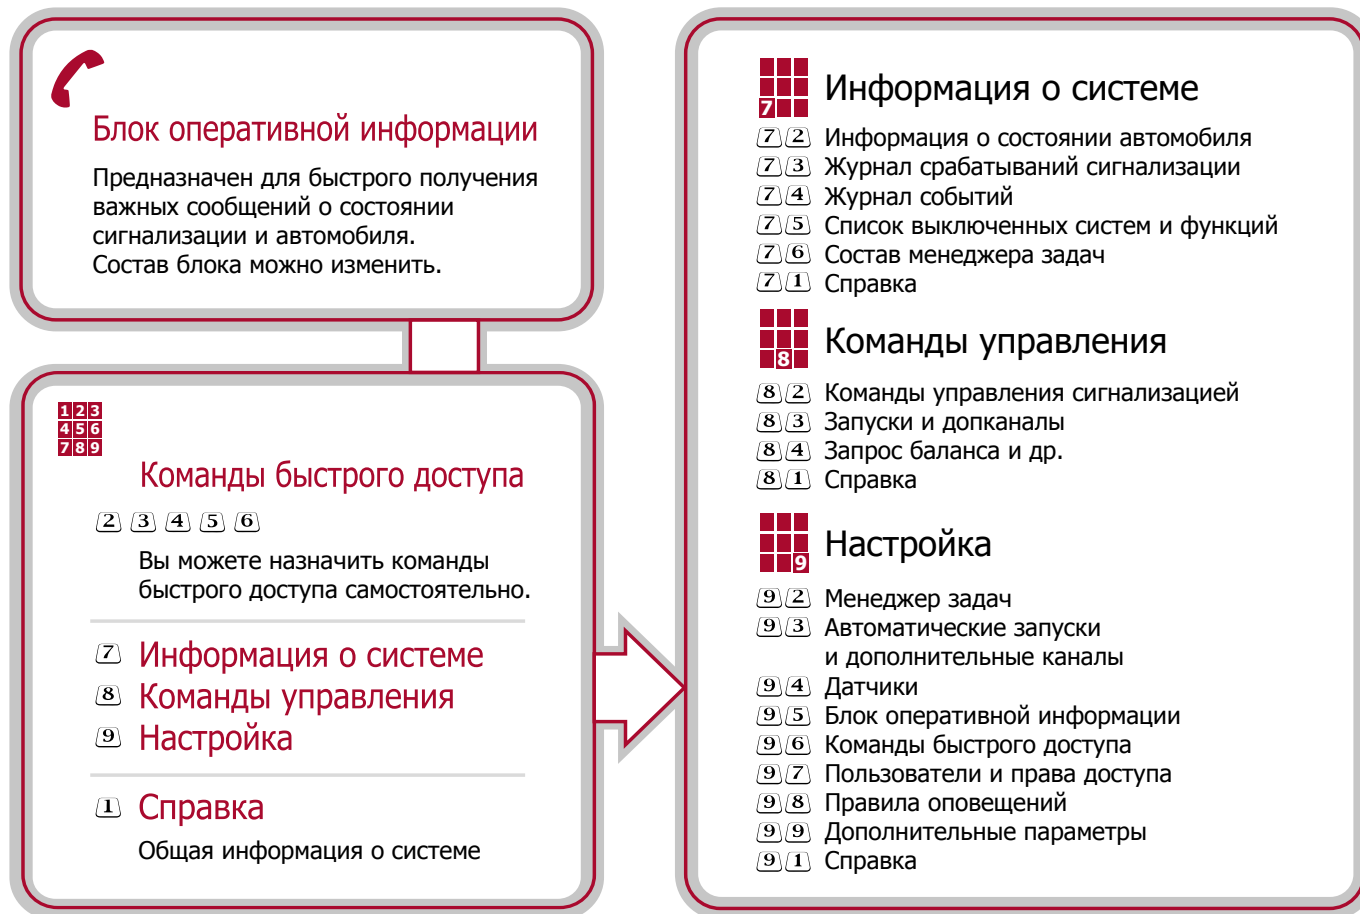 Блок оперативной информации
Предназначен для быстрого получения
важных сообщений о состоянии
сигнализации и автомобиля.
Состав блока можно изменить.
1 2 3
4 5 6
7 8 9
Команды быстрого доступа
2 3 4 5 6
Вы можете назначить команды
быстрого доступа самостоятельно.
7 Информация о системе
8 Команды управления
9 Настройка
1 Справка
Общая информация о системе
7 Информация о системе
7 2 Информация о состоянии автомобиля
7 3 Журнал срабатываний сигнализации
7 4 Журнал событий
7 5 Список выключенных систем и функций
7 6 Состав менеджера задач
7 1 Справка
8 Команды управления
8 2 Команды управления сигнализацией
8 3 Запуски и допканалы
8 4 Запрос баланса и др.
8 1 Справка
9 Настройка
9 2 Менеджер задач
9 3 Автоматические запуски
и дополнительные каналы
9 4 Датчики
9 5 Блок оперативной информации
9 6 Команды быстрого доступа
9 7 Пользователи и права доступа
9 8 Правила оповещений
9 9 Дополнительные параметры
9 1 Справка